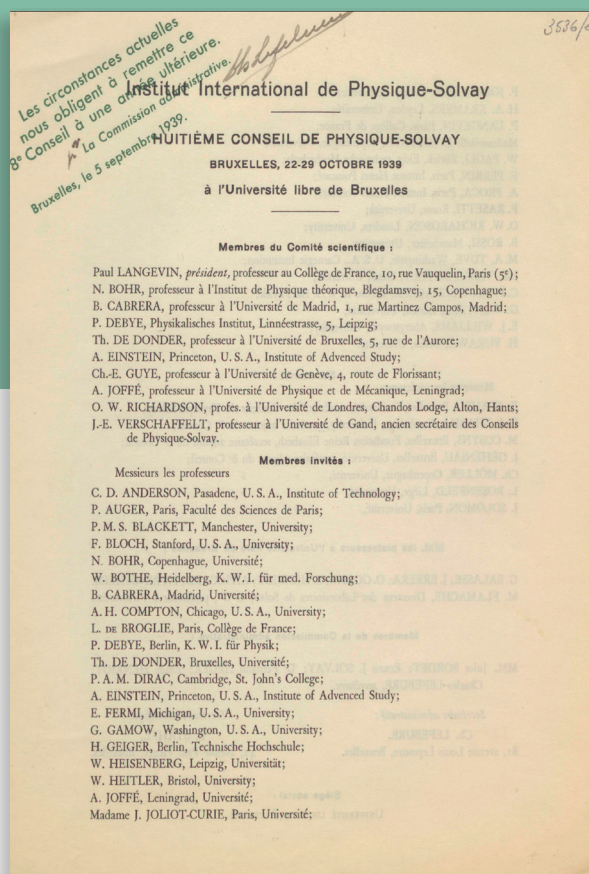 3536/
Les circonstances actuelles
nous obligent à remettre ce
8e Conseil à une année ultérieure.
La Commission administrative.
Bruxelles, le 5 septembre 1939.
Institut International de Physique-Solvay
HUITIÈME CONSEIL DE PHYSIQUE-SOLVAY
BRUXELLES, 22-29 OCTOBRE 1939
à l'Université libre de Bruxelles
Membres du Comité scientifique :
Paul LANGEVIN, président, professeur au Collège de France, 10, rue Vauquelin, Paris (5e);
N. BOHR, professeur à l'Institut de Physique théorique, Blegdamsvej, 15, Copenhague;
B. CABRERA, professeur à l'Université de Madrid, 1, rue Martinez Campos, Madrid;
P. DEBYE, Physikalisches Institut, Linnéestrasse, 5, Leipzig;
Th. DE DONDER, professeur à l'Université de Bruxelles, 5, rue de l'Aurore;
A. EINSTEIN, Princeton, U. S. A., Institute of Advanced Study;
Ch.-E. GUYE, professeur à l'Université de Genève, 4, route de Florissant;
A. JOFFÉ, professeur à l'Université de Physique et de Mécanique, Leningrad;
O. W. RICHARDSON, profes. à l'Université de Londres, Chandos Lodge, Alton, Hants;
J.-E. VERSCHAFFELT, professeur à l'Université de Gand, ancien secrétaire des Conseils
de Physique-Solvay.
Membres invités :
Messieurs les professeurs
C. D. ANDERSON, Pasadene, U. S. A., Institute of Technology;
P. AUGER, Paris, Faculté des Sciences de Paris;
P. M. S. BLACKETT, Manchester, University;
F. BLOCH, Stanford, U. S. A., University;
N. BOHR, Copenhague, Université;
W. BOTHE, Heidelberg, K. W. I. für med. Forschung;
B. CABRERA, Madrid, Université;
A. H. COMPTON, Chicago, U. S. A., University;
L. DE BROGLIE, Paris, Collège de France;
P. DEBYE, Berlin, K. W. I. für Physik;
Th. DE DONDER, Bruxelles, Université;
P. A. M. DIRAC, Cambridge, St. John's College;
A. EINSTEIN, Princeton, U. S. A., Institute of Advanced Study;
E. FERMI, Michigan, U. S. A., University;
G. GAMOW, Washington, U. S. A., University;
H. GEIGER, Berlin, Technische Hochschule;
W. HEISENBERG, Leipzig, Universität;
W. HEITLER, Bristol, University;
A. JOFFÉ, Leningrad, Université;
Madame J. JOLIOT-CURIE, Paris, Université;